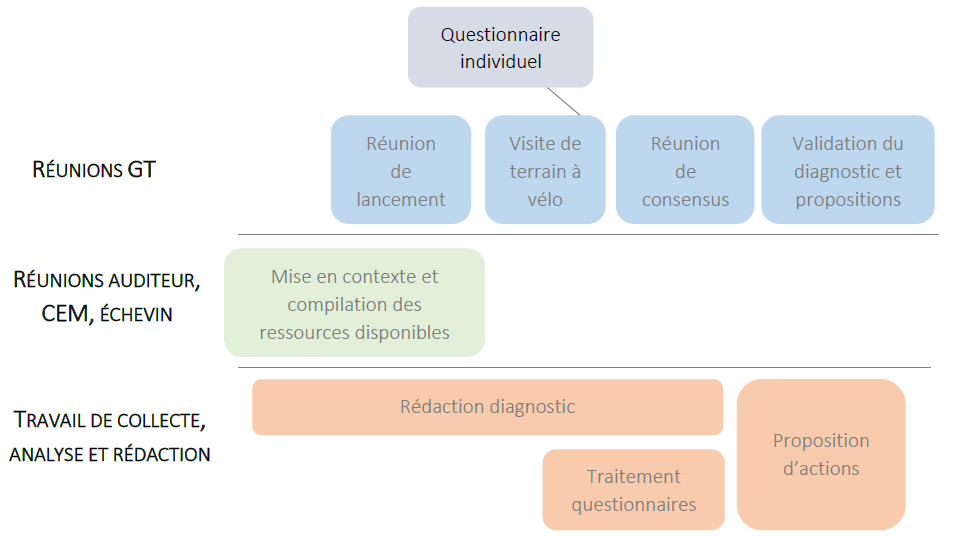 Questionnaire
individuel
RÉUNIONS GT
Réunion
de
lancement
Visite de
terrain à
vélo
Réunion
de
consensus
Validation du
diagnostic et
propositions
RÉUNIONS AUDITEUR,
CEM, ÉCHEVIN
Mise en contexte et
compilation des
ressources disponibles
TRAVAIL DE COLLECTE,
ANALYSE ET RÉDACTION
Rédaction diagnostic
Traitement
questionnaires
Proposition
d’actions